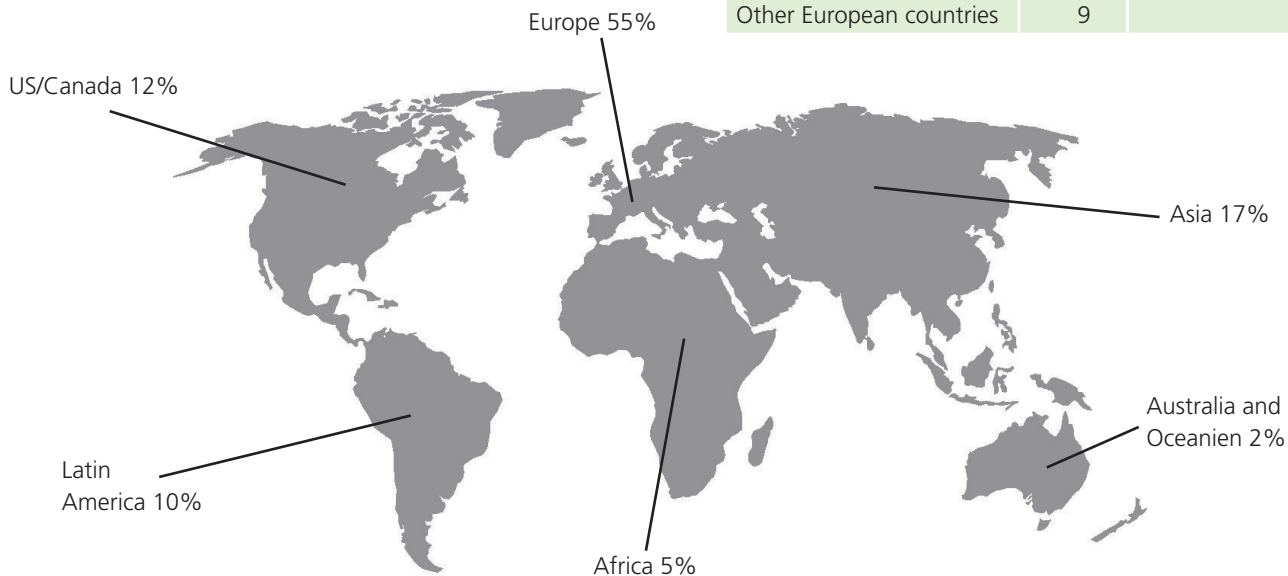 Other European countries 9
Europe 55%
US/Canada 12%
Asia 17%
Australia and
Oceanien 2%
Latin
America 10%
Africa 5%